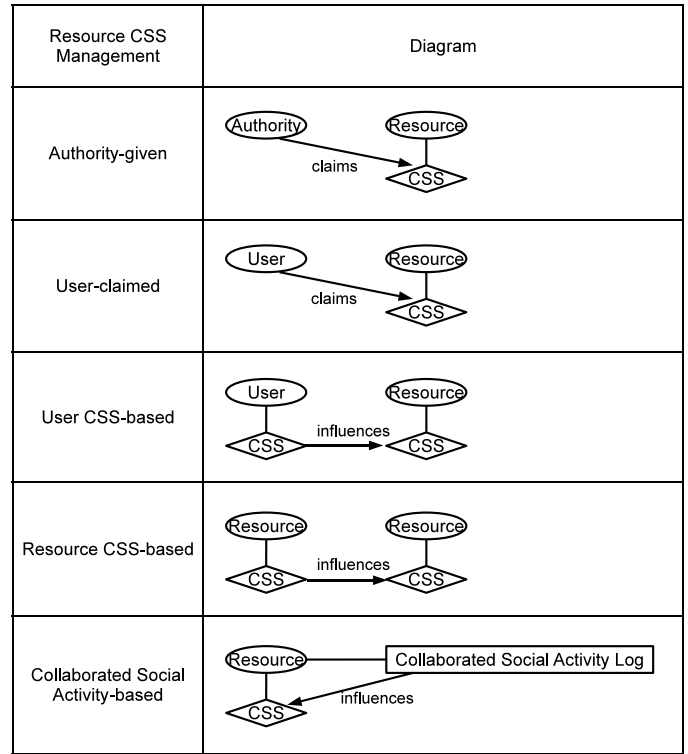 Resource CSS
Management
Diagram
Authority-given
Authority
Resource
claims
CSS
User-claimed
User
Resource
claims
CSS
User CSS-based
User
Resource
influences
CSS
CSS
Resource CSS-based
Resource
Resource
influences
CSS
CSS
Collaborated Social
Activity-based
Resource
Collaborated Social Activity Log
influences
CSS